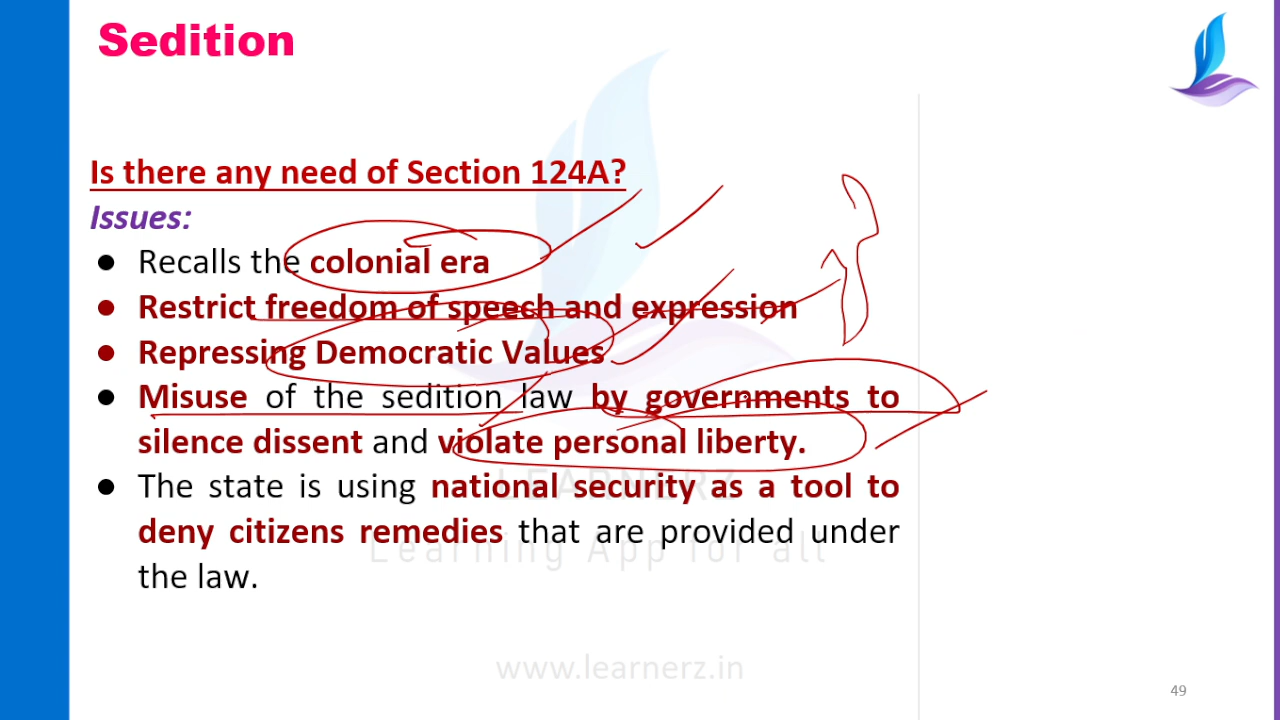 Sedition
Is there any need of Section 124A?
Issues:
● Recalls the colonial era
● Restrict freedom of speech and expression
● Repressing Democratic Values
● Misuse of the sedition law by governments to
silence dissent and violate personal liberty.
● The state is using national security as a tool to
deny citizens remedies that are provided under
the law.
LEARNERZ
Learning App for all
www.learnerz.in
49